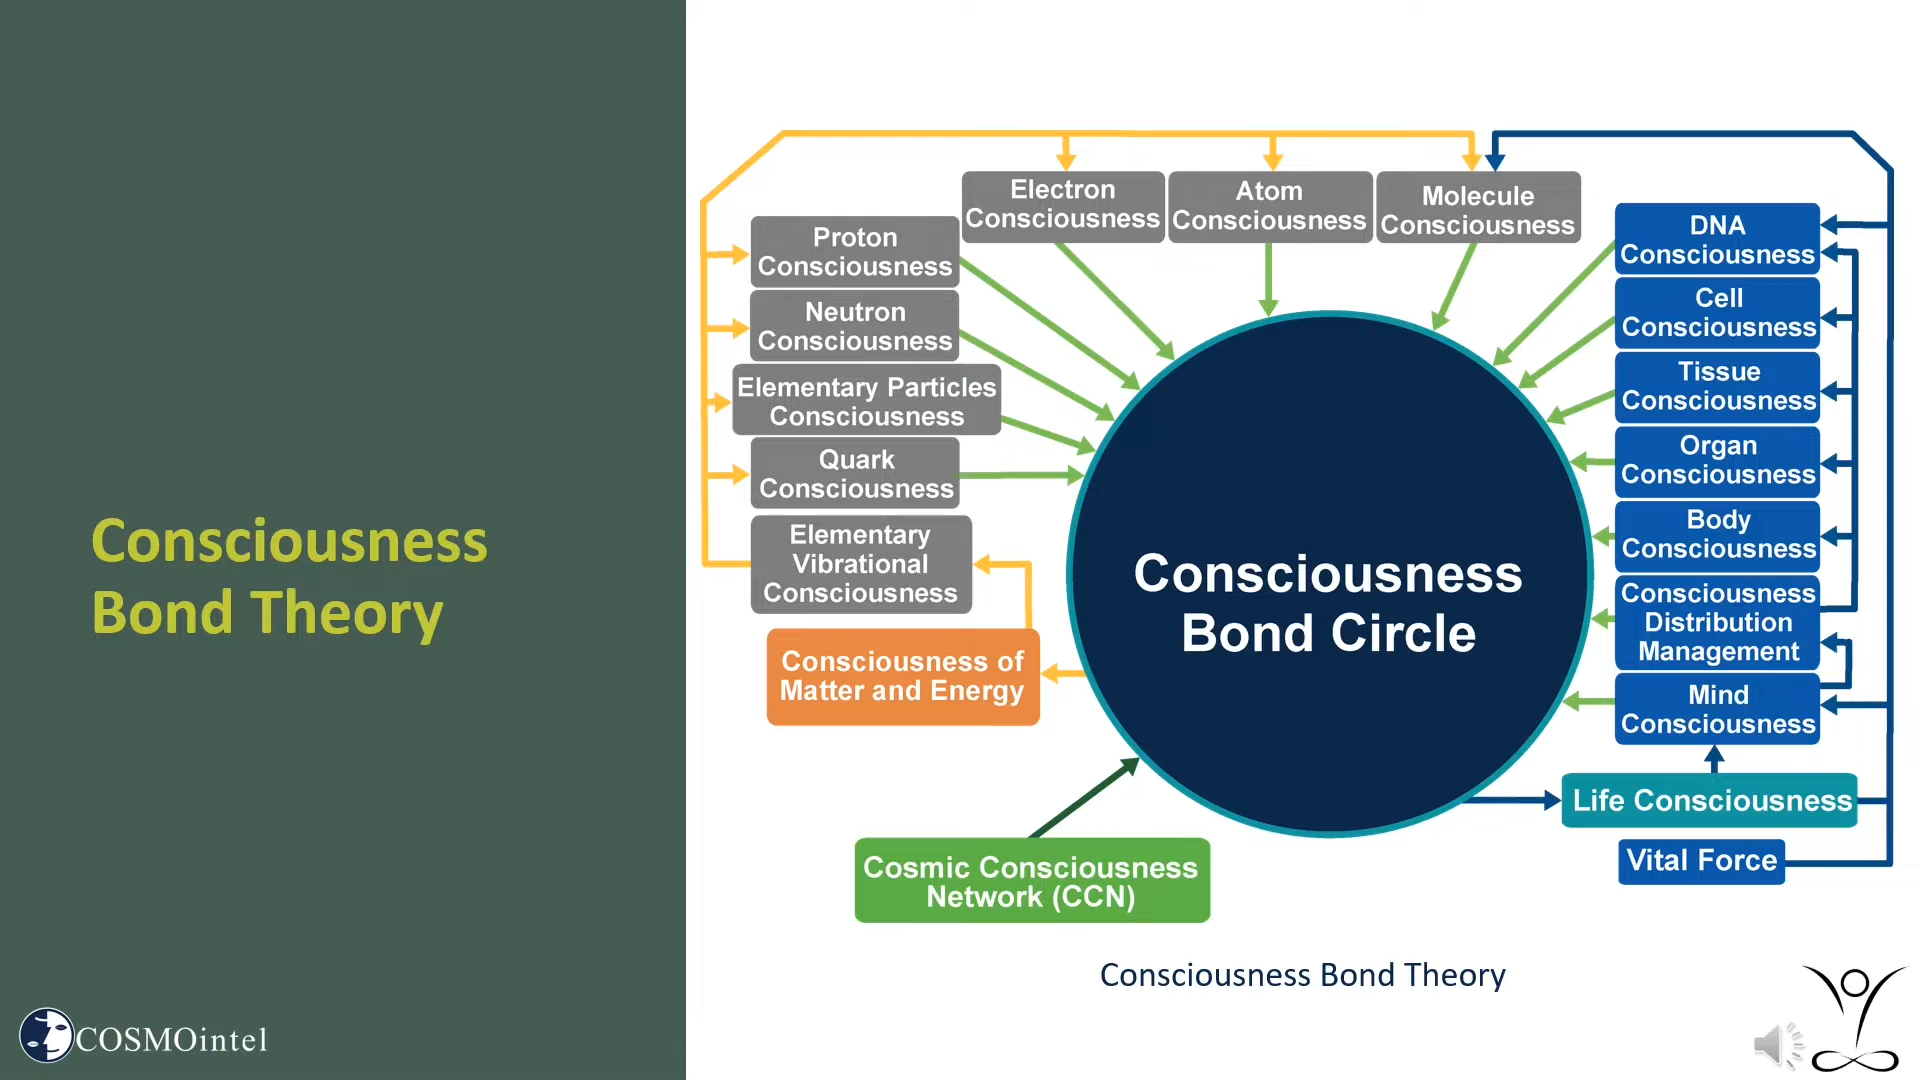 Consciousness
Bond Theory
COSMOintel
Electron
Consciousness
Atom
Consciousness
Molecule
Consciousness
Proton
Consciousness
Neutron
Consciousness
Elementary Particles
Consciousness
Quark
Consciousness
Elementary
Vibrational
Consciousness
Consciousness of
Matter and Energy
Cosmic Consciousness
Network (CCN)
Consciousness
Bond Circle
DNA
Consciousness
Cell
Consciousness
Tissue
Consciousness
Organ
Consciousness
Body
Consciousness
Consciousness
Distribution
Management
Mind
Consciousness
Life Consciousness
Vital Force
Consciousness Bond Theory